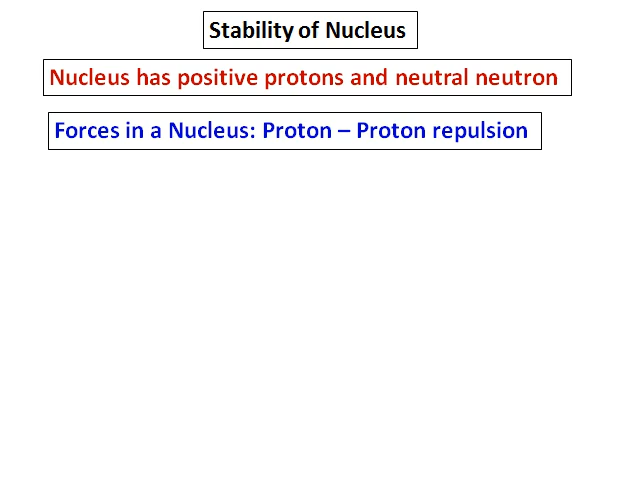 Stability of Nucleus
Nucleus has positive protons and neutral neutron
Forces in a Nucleus: Proton – Proton repulsion